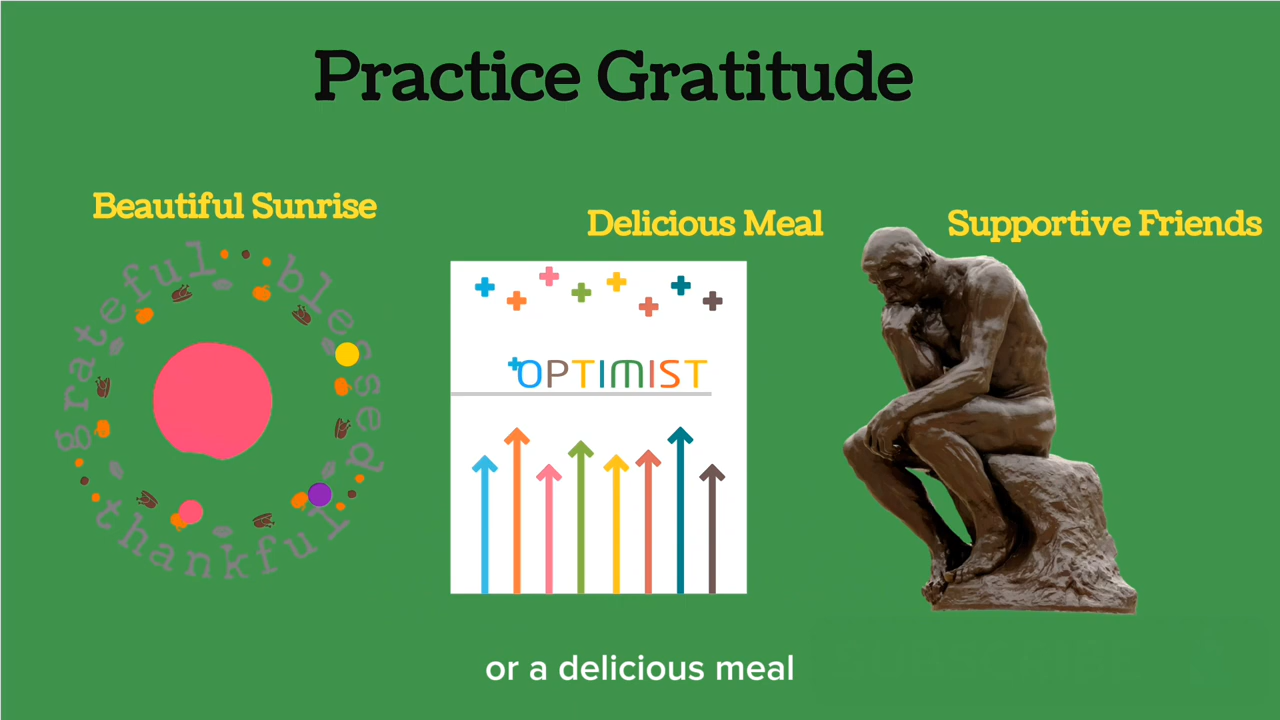 Practice Gratitude
Beautiful Sunrise
Delicious Meal
Supportive Friends
grateful
blessed
thankful
OPTIMIST
or a delicious meal